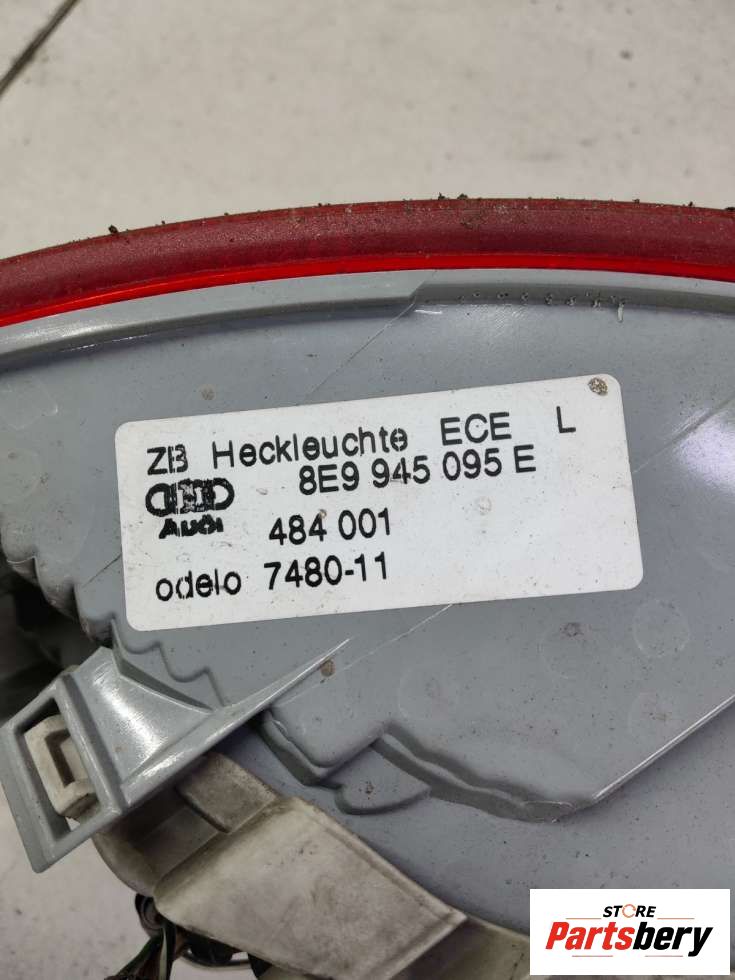 ZB Heckleuchte ECE L
8E9 945 095 E
AUDI
484 001
odelo 7480-11
STORE
Partsbery